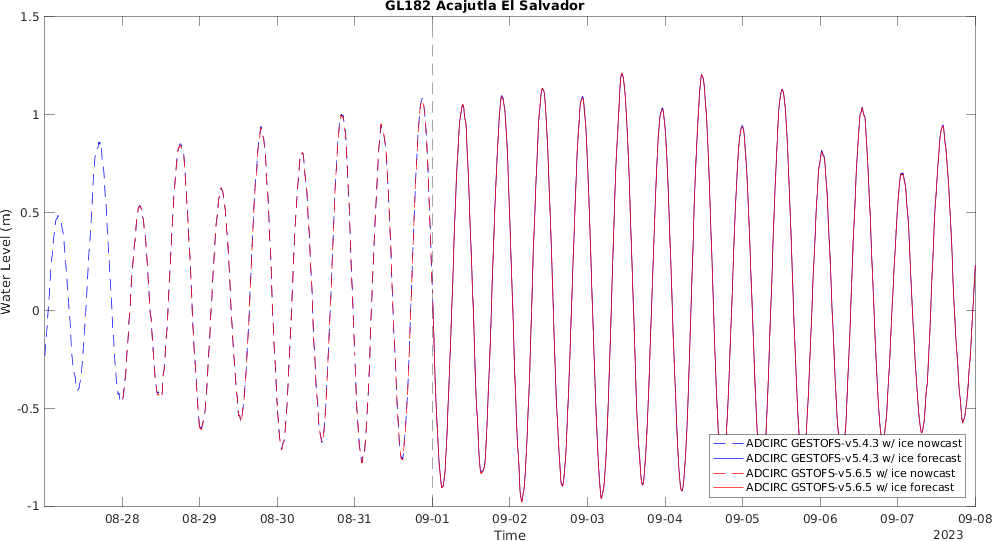 GL182 Acajutla El Salvador
1.5
1
0.5
0
-0.5
-1
Water Level (m)
ADCIRC GESTOFS-v5.4.3 w/ ice nowcast
ADCIRC GESTOFS-v5.4.3 w/ ice forecast
ADCIRC GSTOFS-v5.6.5 w/ ice nowcast
ADCIRC GSTOFS-v5.6.5 w/ ice forecast
08-28 08-29 08-30 08-31 09-01 09-02 09-03 09-04 09-05 09-06 09-07 09-08
Time
2023